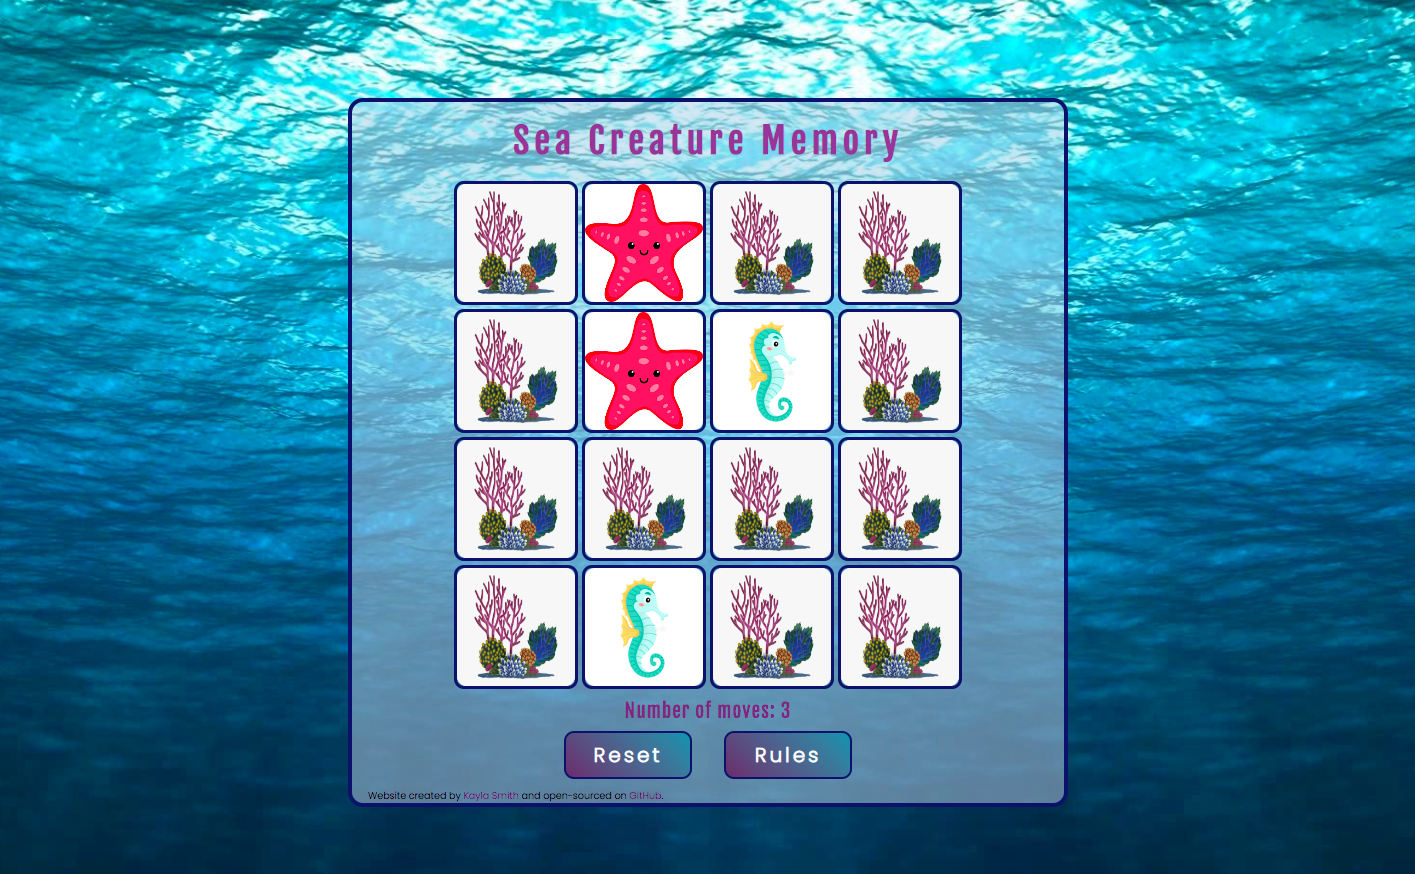 Sea Creature Memory
Number of moves: 3
Reset
Rules
Website created by Kayla Smith and open-sourced on GitHub.